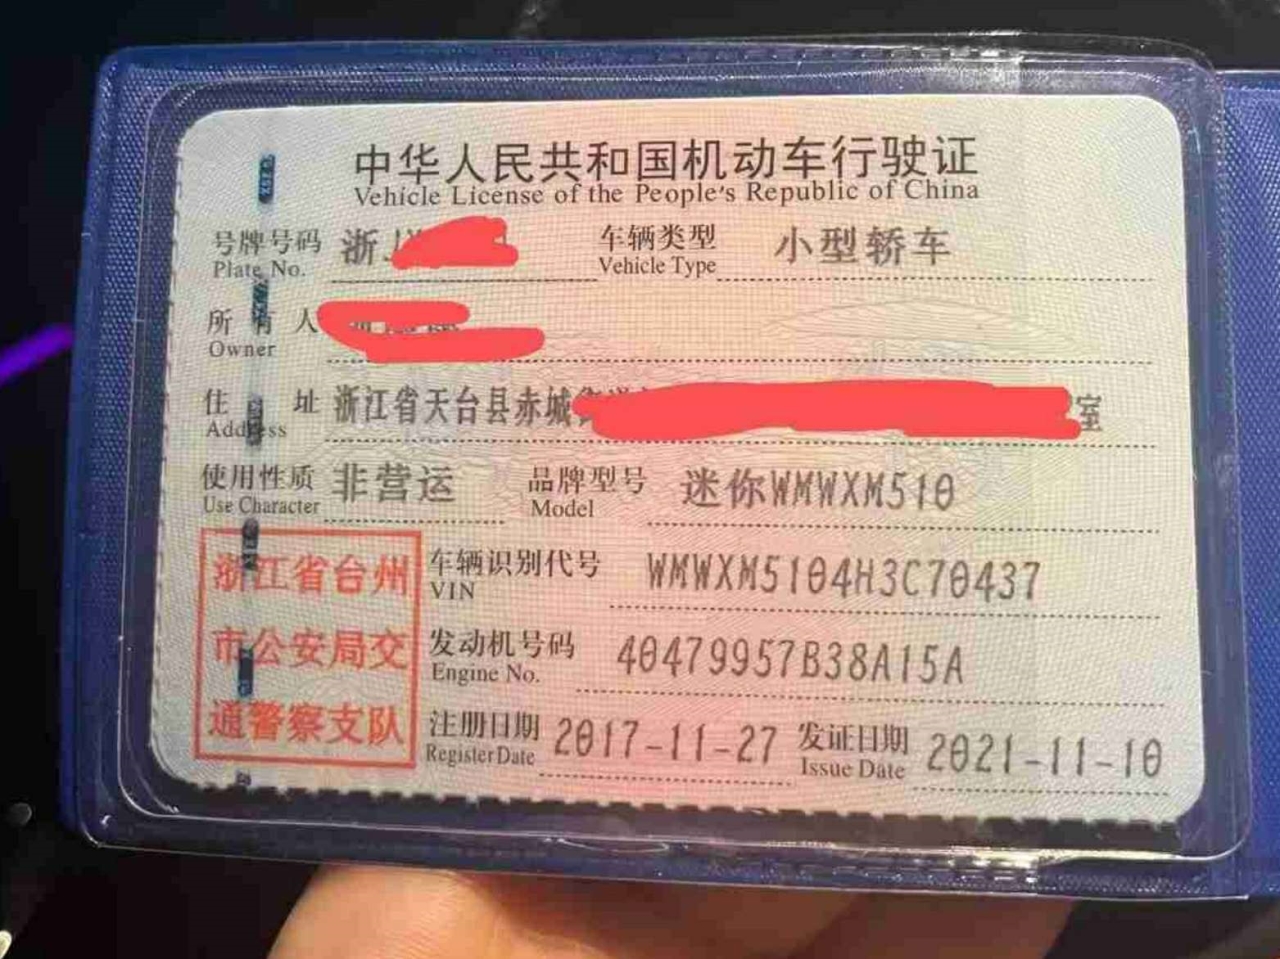 中华人民共和国机动车行驶证
Vehicle License of the People's Republic of China
号牌号码 浙J 车辆类型 小型轿车
Plate No. Vehicle Type
所有人
Owner
住址 浙江省天台县赤城 室
Address
使用性质 非营运 品牌型号 迷你WMWXM510
Use Character Model
浙江省台州 车辆识别代号 WMWXM5104H3C70437
VIN
市公安局交 发动机号码 40479957B38A15A
Engine No.
通警察支队 注册日期 2017-11-27 发证日期 2021-11-10
Register Date Issue Date